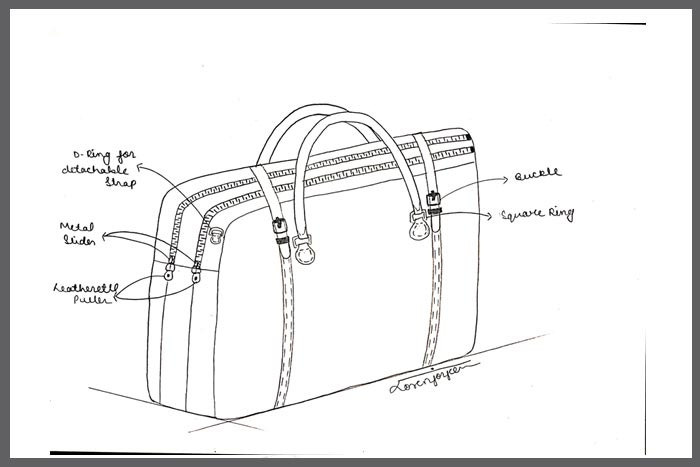 D-Ring for
detachable
Strap
Metal
Slider
Leatherette
Puller
Buckle
Square Ring